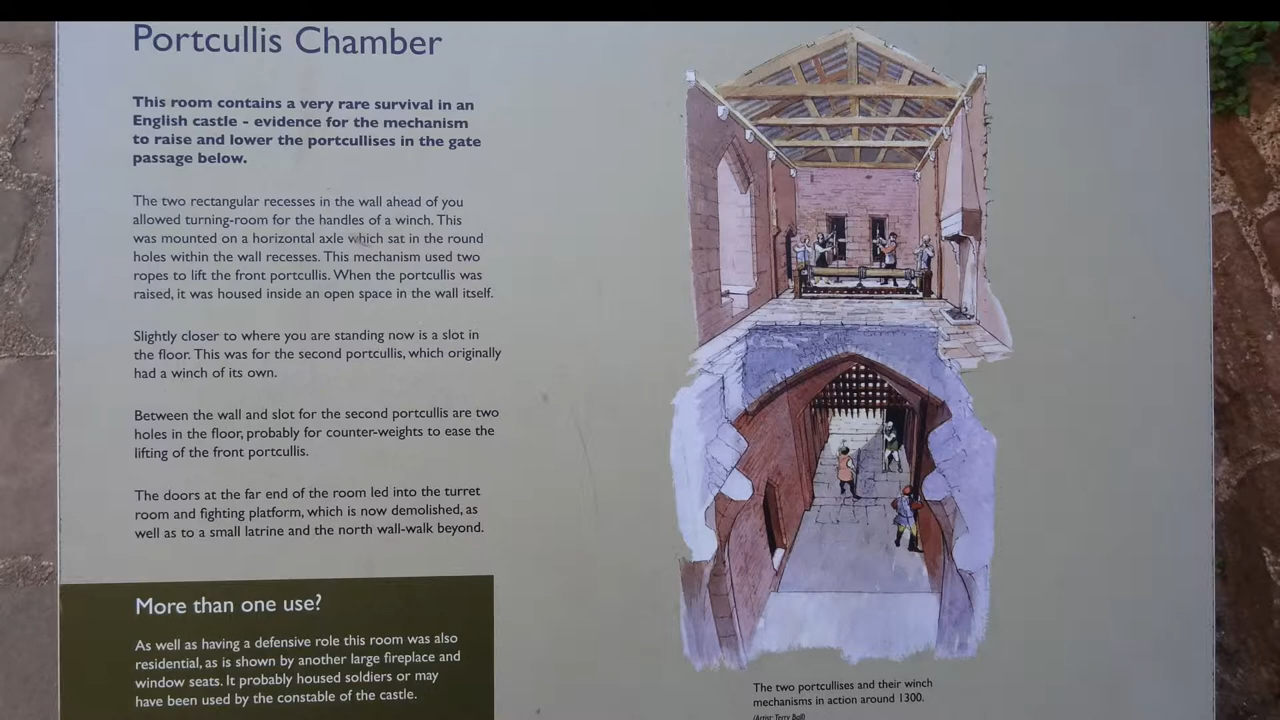 Portcullis Chamber
This room contains a very rare survival in an
English castle - evidence for the mechanism
to raise and lower the portcullises in the gate
passage below.
The two rectangular recesses in the wall ahead of you
allowed turning-room for the handles of a winch. This
was mounted on a horizontal axle which sat in the round
holes within the wall recesses. This mechanism used two
ropes to lift the front portcullis. When the portcullis was
raised, it was housed inside an open space in the wall itself.
Slightly closer to where you are standing now is a slot in
the floor. This was for the second portcullis, which originally
had a winch of its own.
Between the wall and slot for the second portcullis are two
holes in the floor, probably for counter-weights to ease the
lifting of the front portcullis.
The doors at the far end of the room led into the turret
room and fighting platform, which is now demolished, as
well as to a small latrine and the north wall-walk beyond.
More than one use?
As well as having a defensive role this room was also
residential, as is shown by another large fireplace and
window seats. It probably housed soldiers or may
have been used by the constable of the castle.
The two portcullises and their winch
mechanisms in action around 1300.
(Artist: Terry Ball)